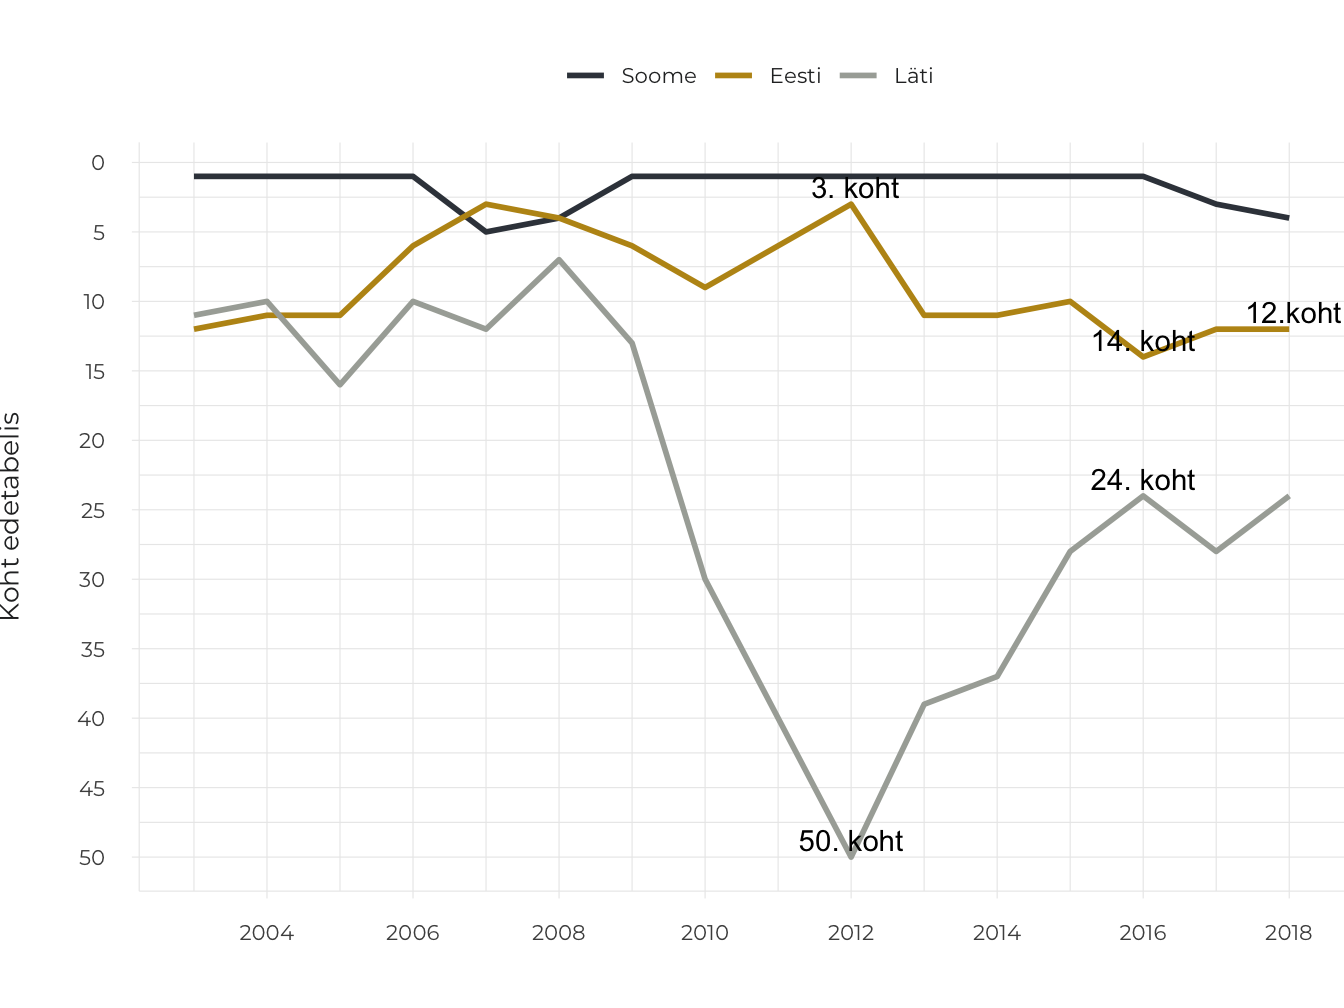 Soome Eesti Läti
0
5
10
15
20
25
30
35
40
45
50
Koht edetabelis
3. koht
12.koht
14. koht
24. koht
50. koht
2004 2006 2008 2010 2012 2014 2016 2018